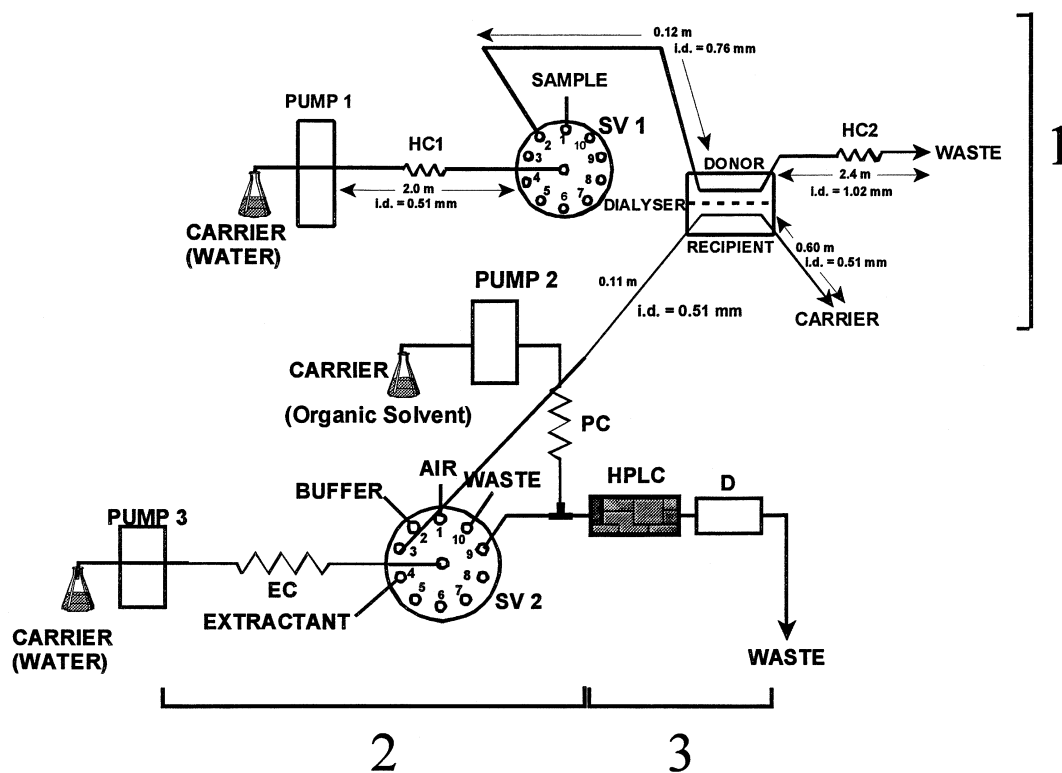 0.12 m
i.d. = 0.76 mm
SAMPLE
PUMP 1
SV 1
HC1
HC2
1
2
3
4
5
6
7
8
9
10
WASTE
DONOR
2.0 m
i.d. = 0.51 mm
2.4 m
i.d. = 1.02 mm
DIALYSER
CARRIER
(WATER)
RECIPIENT
0.60 m
i.d. = 0.51 mm
1
PUMP 2
0.11 m
i.d. = 0.51 mm
CARRIER
CARRIER
(Organic Solvent)
PC
AIR
WASTE
HPLC
D
BUFFER
PUMP 3
1
2
3
4
5
6
7
8
9
10
EC
SV 2
EXTRACTANT
CARRIER
(WATER)
WASTE
2
3